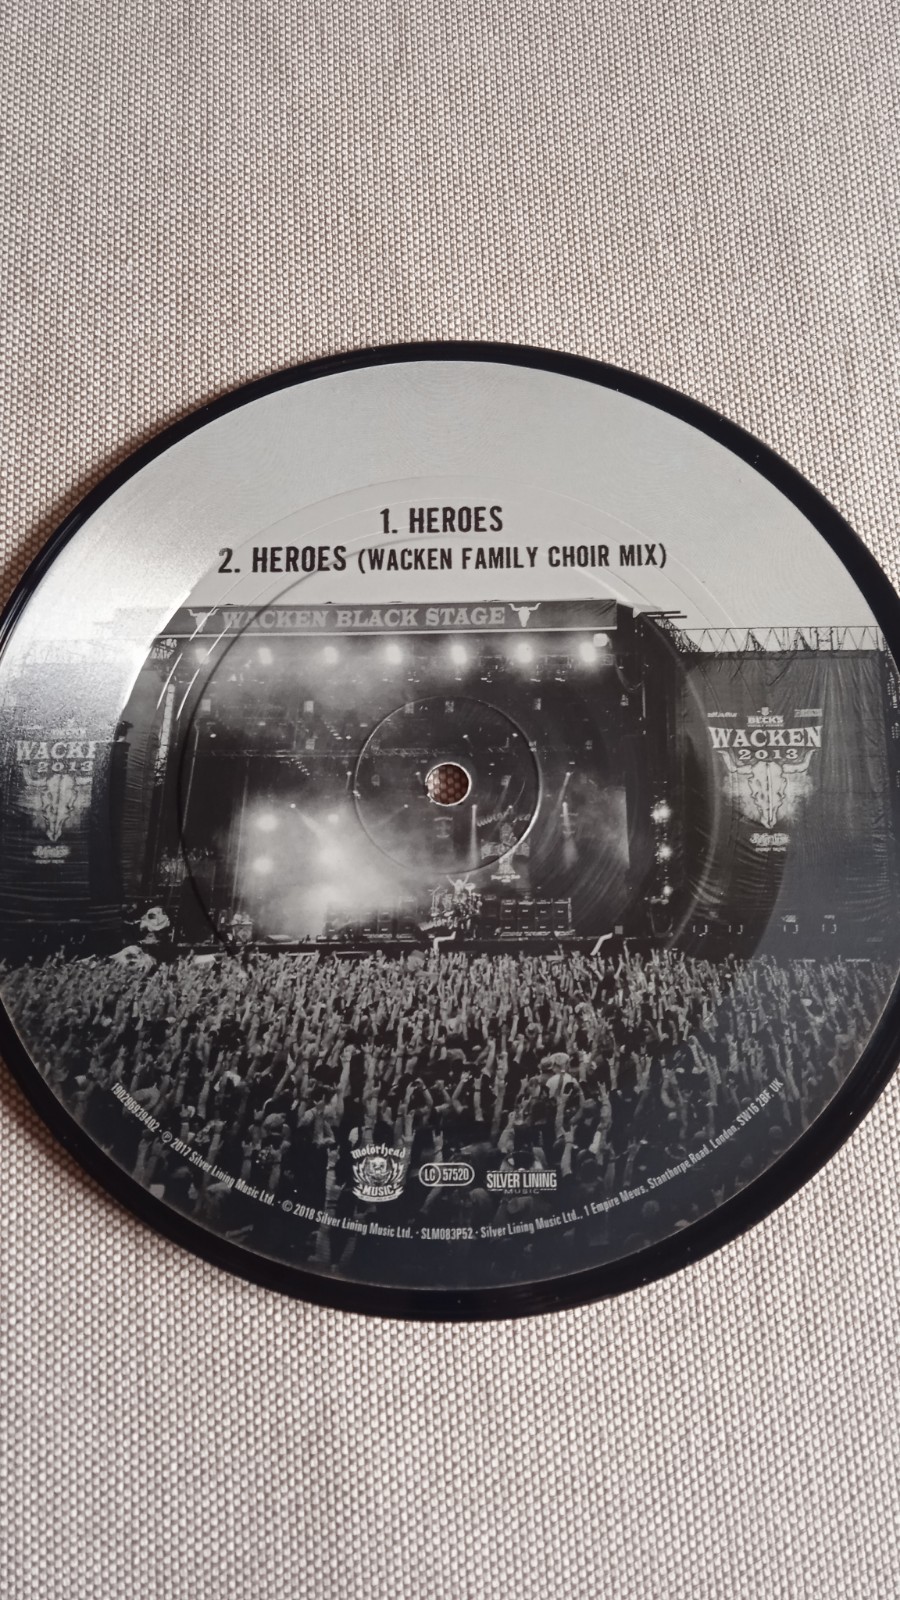 1. HEROES
2. HEROES (WACKEN FAMILY CHOIR MIX)
WACKEN BLACK STAGE
WACKEN
2013
BECK'S
WACKEN
2013
motörhead
MUSIC
LC 57520
SILVER LINING
MUSIC
190296939402 · ℗ 2017 Silver Lining Music Ltd. · © 2018 Silver Lining Music Ltd. · SLM083P52 · Silver Lining Music Ltd., 1 Empire Mews, Stanthorpe Road, London, SW16 2BF, UK